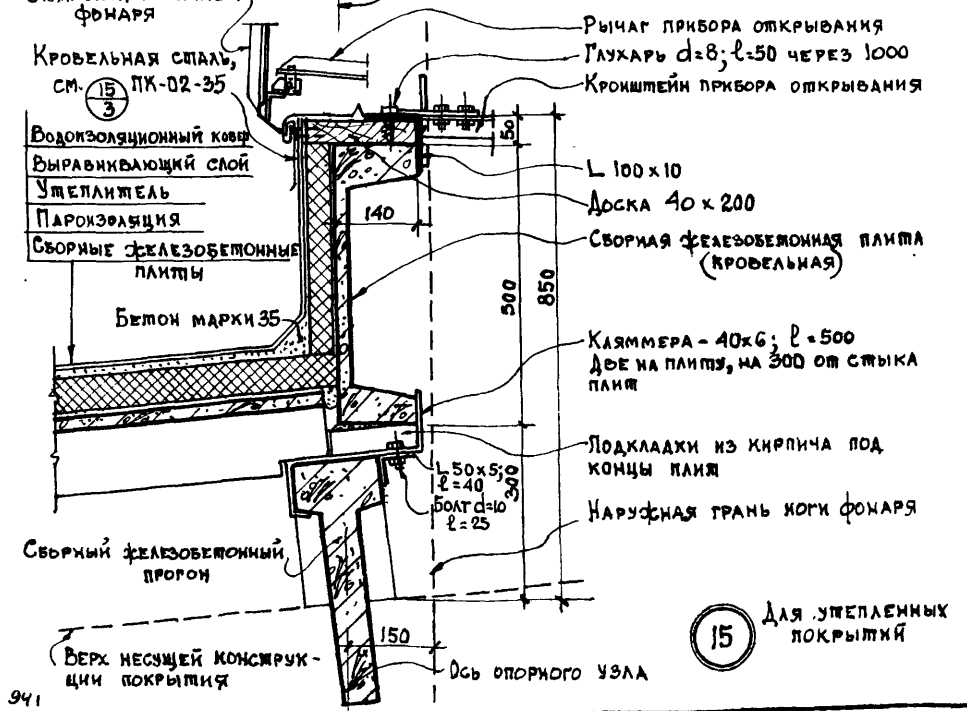 фонаря
Кровельная сталь,
см. 15/3 ПК-02-35
Водоизоляционный ковер
Выравнивающий слой
Утеплитель
Пароизоляция
Сборные железобетонные
плиты
Бетон марки 35
Сборный железобетонный
прогон
Верх несущей конструк-
ции покрытия
941
Рычаг прибора открывания
Глухарь d=8; l=50 через 1000
Кронштейн прибора открывания
50
L 100 x 10
Доска 40 x 200
140
Сборная железобетонная плита
(кровельная)
500
850
Кляммера - 40x6; l=500
Две на плиту, на 300 от стыка
плит
Подкладки из кирпича под
концы плит
L 50x5;
l=40
Болт d=10
l=25
300
Наружная грань ноги фонаря
150
Ось опорного узла
15
Для утепленных
покрытий